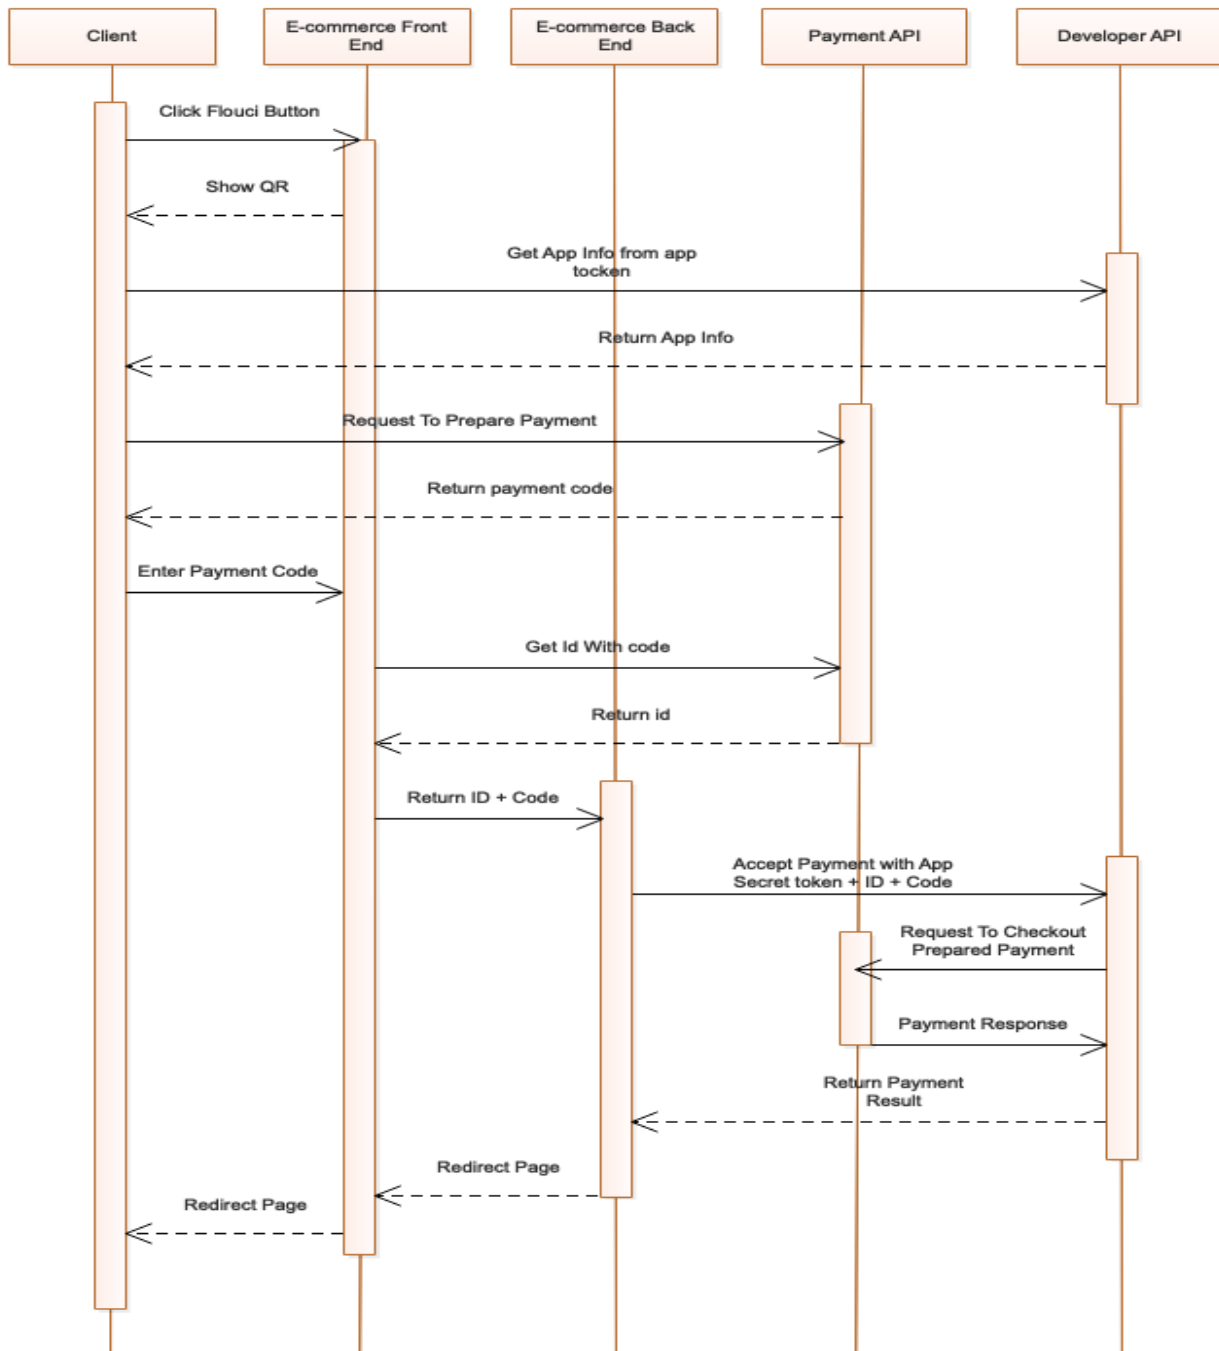 Client
E-commerce Front
End
E-commerce Back
End
Payment API
Developer API
Click Flouci Button
Show QR
Get App Info from app
tocken
Return App Info
Request To Prepare Payment
Return payment code
Enter Payment Code
Get Id With code
Return id
Return ID + Code
Accept Payment with App
Secret token + ID + Code
Request To Checkout
Prepared Payment
Payment Response
Return Payment
Result
Redirect Page
Redirect Page